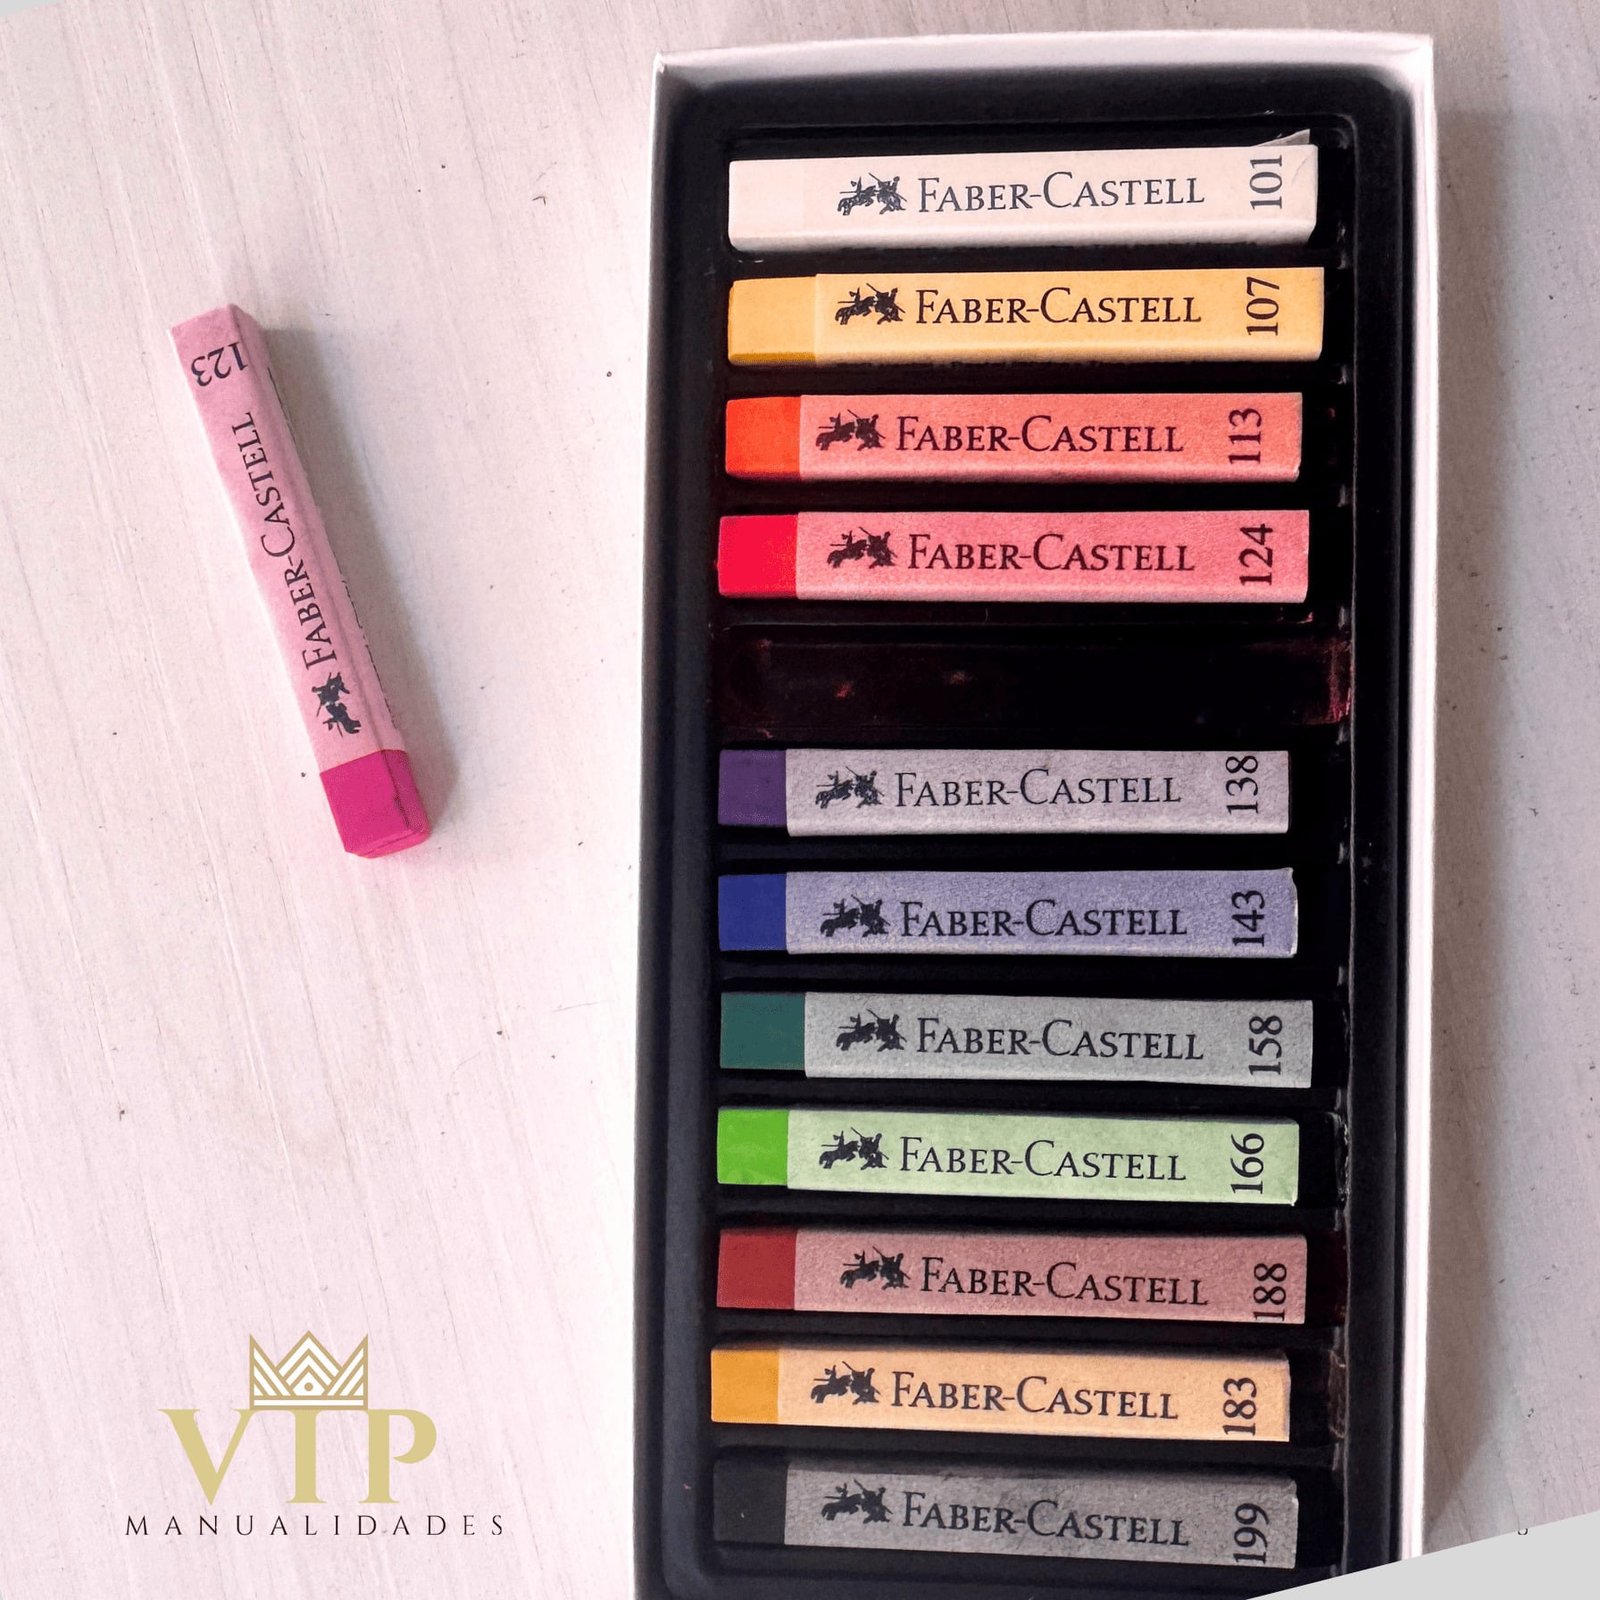 123
FABER-CASTELL
FABER-CASTELL 101
FABER-CASTELL 107
FABER-CASTELL 113
FABER-CASTELL 124
FABER-CASTELL 138
FABER-CASTELL 143
FABER-CASTELL 158
FABER-CASTELL 166
FABER-CASTELL 188
FABER-CASTELL 183
FABER-CASTELL 199
VIP
MANUALIDADES